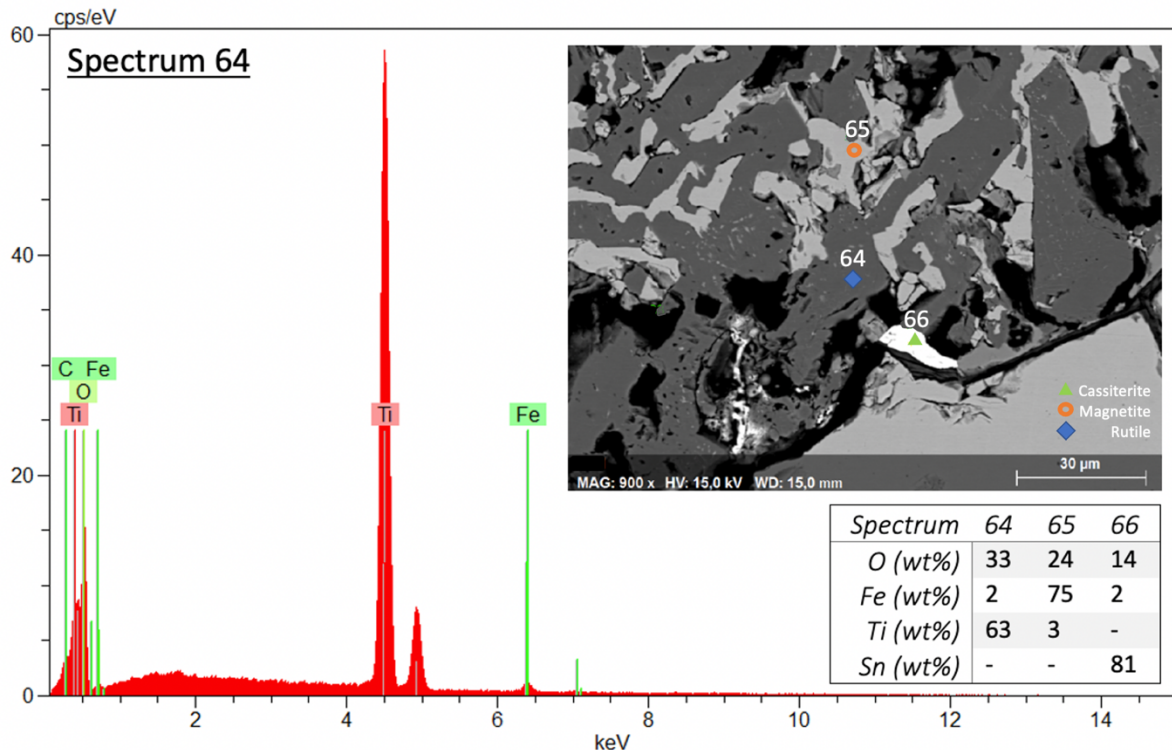 cps/eV
60
Spectrum 64
65
64
66
Cassiterite
Magnetite
Rutile
30 µm
MAG: 900 x HV: 15,0 kV WD: 15,0 mm
40
C Fe
O
Ti
Ti
Fe
20
Spectrum 64 65 66
O (wt%) 33 24 14
Fe (wt%) 2 75 2
Ti (wt%) 63 3 -
Sn (wt%) - - 81
0
2 4 6 8 10 12 14
keV